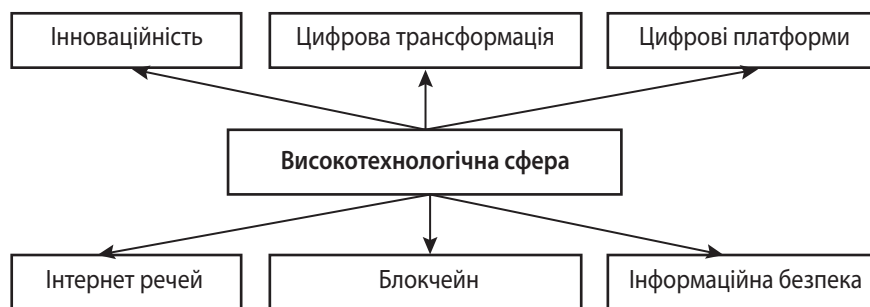 Інноваційність
Цифрова трансформація
Цифрові платформи
Високотехнологічна сфера
Інтернет речей
Блокчейн
Інформаційна безпека